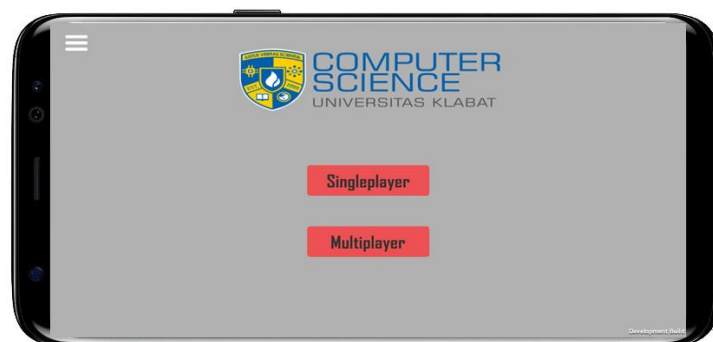 COMPUTER
SCIENCE
UNIVERSITAS KLABAT
Singleplayer
Multiplayer
Development Build